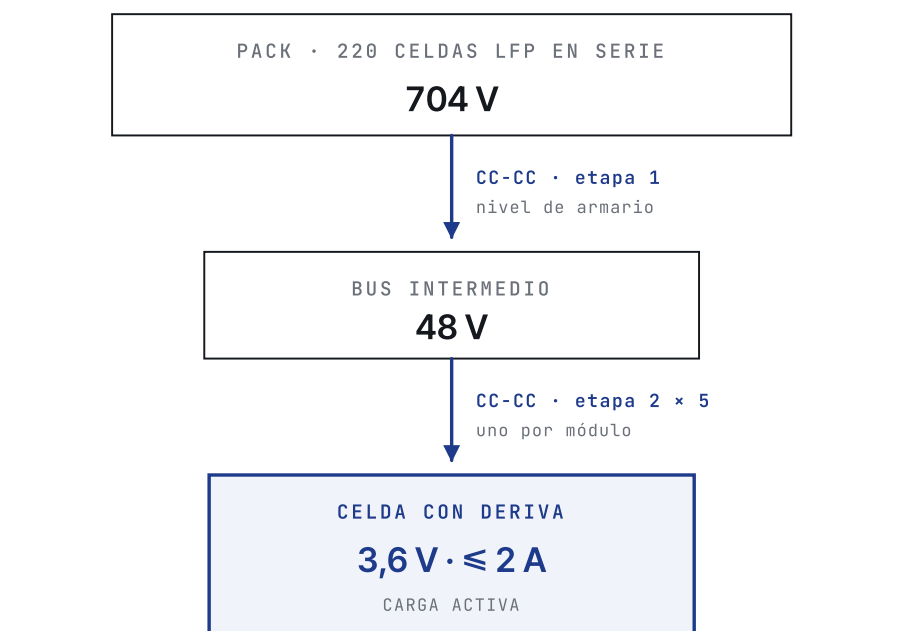 PACK · 220 CELDAS LFP EN SERIE
704 V
CC-CC · etapa 1
nivel de armario
BUS INTERMEDIO
48 V
CC-CC · etapa 2 × 5
uno por módulo
CELDA CON DERIVA
3,6 V · ⩽ 2 A
CARGA ACTIVA